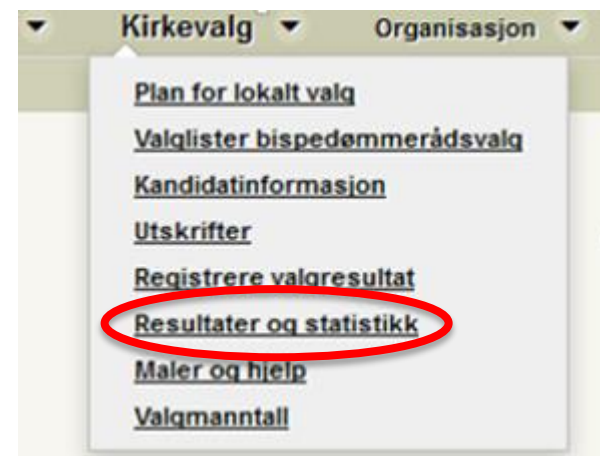 Kirkevalg Organisasjon
Plan for lokalt valg
Valglister bispedømmerådsvalg
Kandidatinformasjon
Utskrifter
Registrere valgresultat
Resultater og statistikk
Maler og hjelp
Valgmanntall